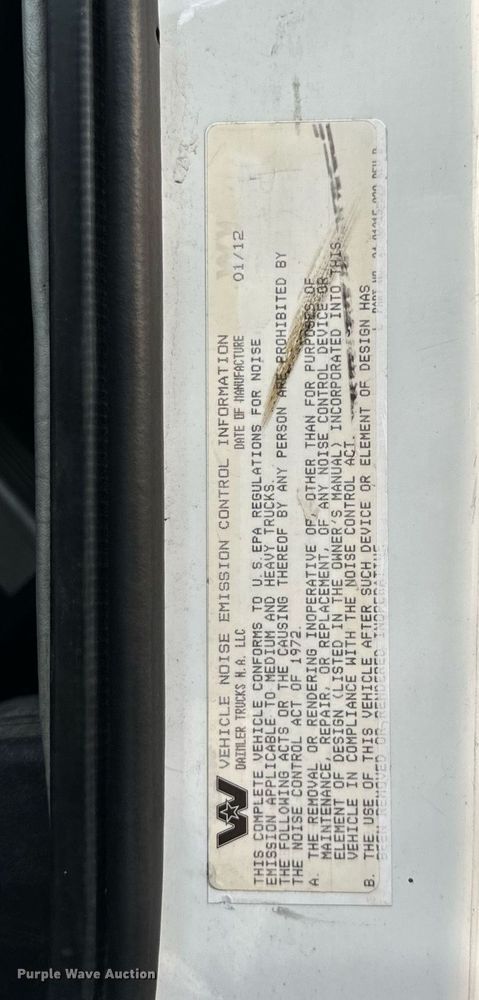 VEHICLE NOISE EMISSION CONTROL INFORMATION
DAIMLER TRUCKS N.A. LLC DATE OF MANUFACTURE 01/12
THIS COMPLETE VEHICLE CONFORMS TO U.S.EPA REGULATIONS FOR NOISE
EMISSION APPLICABLE TO MEDIUM AND HEAVY TRUCKS.
THE FOLLOWING ACTS OR THE CAUSING THEREOF BY ANY PERSON ARE PROHIBITED BY
THE NOISE CONTROL ACT OF 1972.
A. THE REMOVAL OR RENDERING INOPERATIVE OF, OTHER THAN FOR PURPOSES OF
MAINTENANCE, REPAIR, OR REPLACEMENT, OF ANY NOISE CONTROL DEVICE OR
ELEMENT OF DESIGN (LISTED IN THE OWNER'S MANUAL) INCORPORATED INTO THIS
VEHICLE IN COMPLIANCE WITH THE NOISE CONTROL ACT.
B. THE USE OF THIS VEHICLE AFTER SUCH DEVICE OR ELEMENT OF DESIGN HAS
BEEN REMOVED OR RENDERED INOPERATIVE
Purple Wave Auction